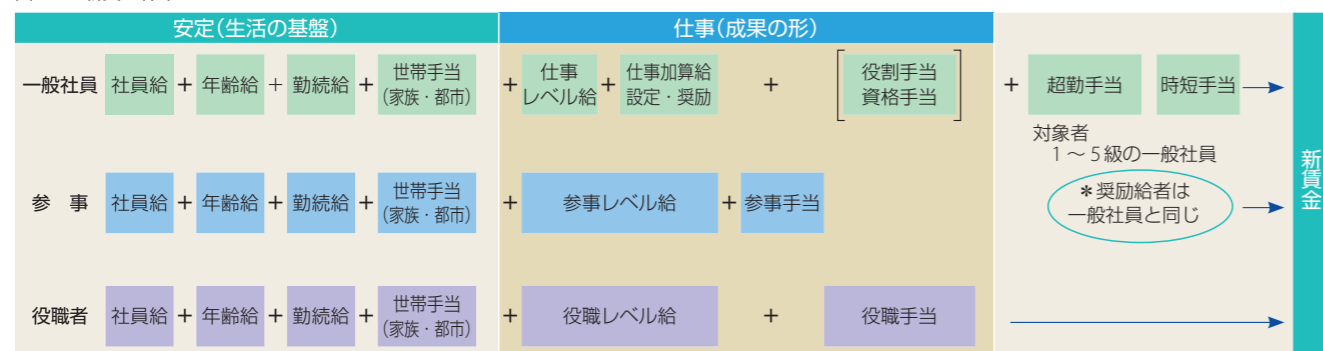 安定(生活の基盤)
仕事(成果の形)
一般社員 社員給 + 年齢給 + 勤続給 + 世帯手当 (家族・都市) + 仕事レベル給 + 仕事加算給 設定・奨励 + [役割手当 資格手当] + 超勤手当 時短手当
対象者
1～5級の一般社員
参 事 社員給 + 年齢給 + 勤続給 + 世帯手当 (家族・都市) + 参事レベル給 + 参事手当
*奨励給者は
一般社員と同じ
役職者 社員給 + 年齢給 + 勤続給 + 世帯手当 (家族・都市) + 役職レベル給 + 役職手当
新賃金